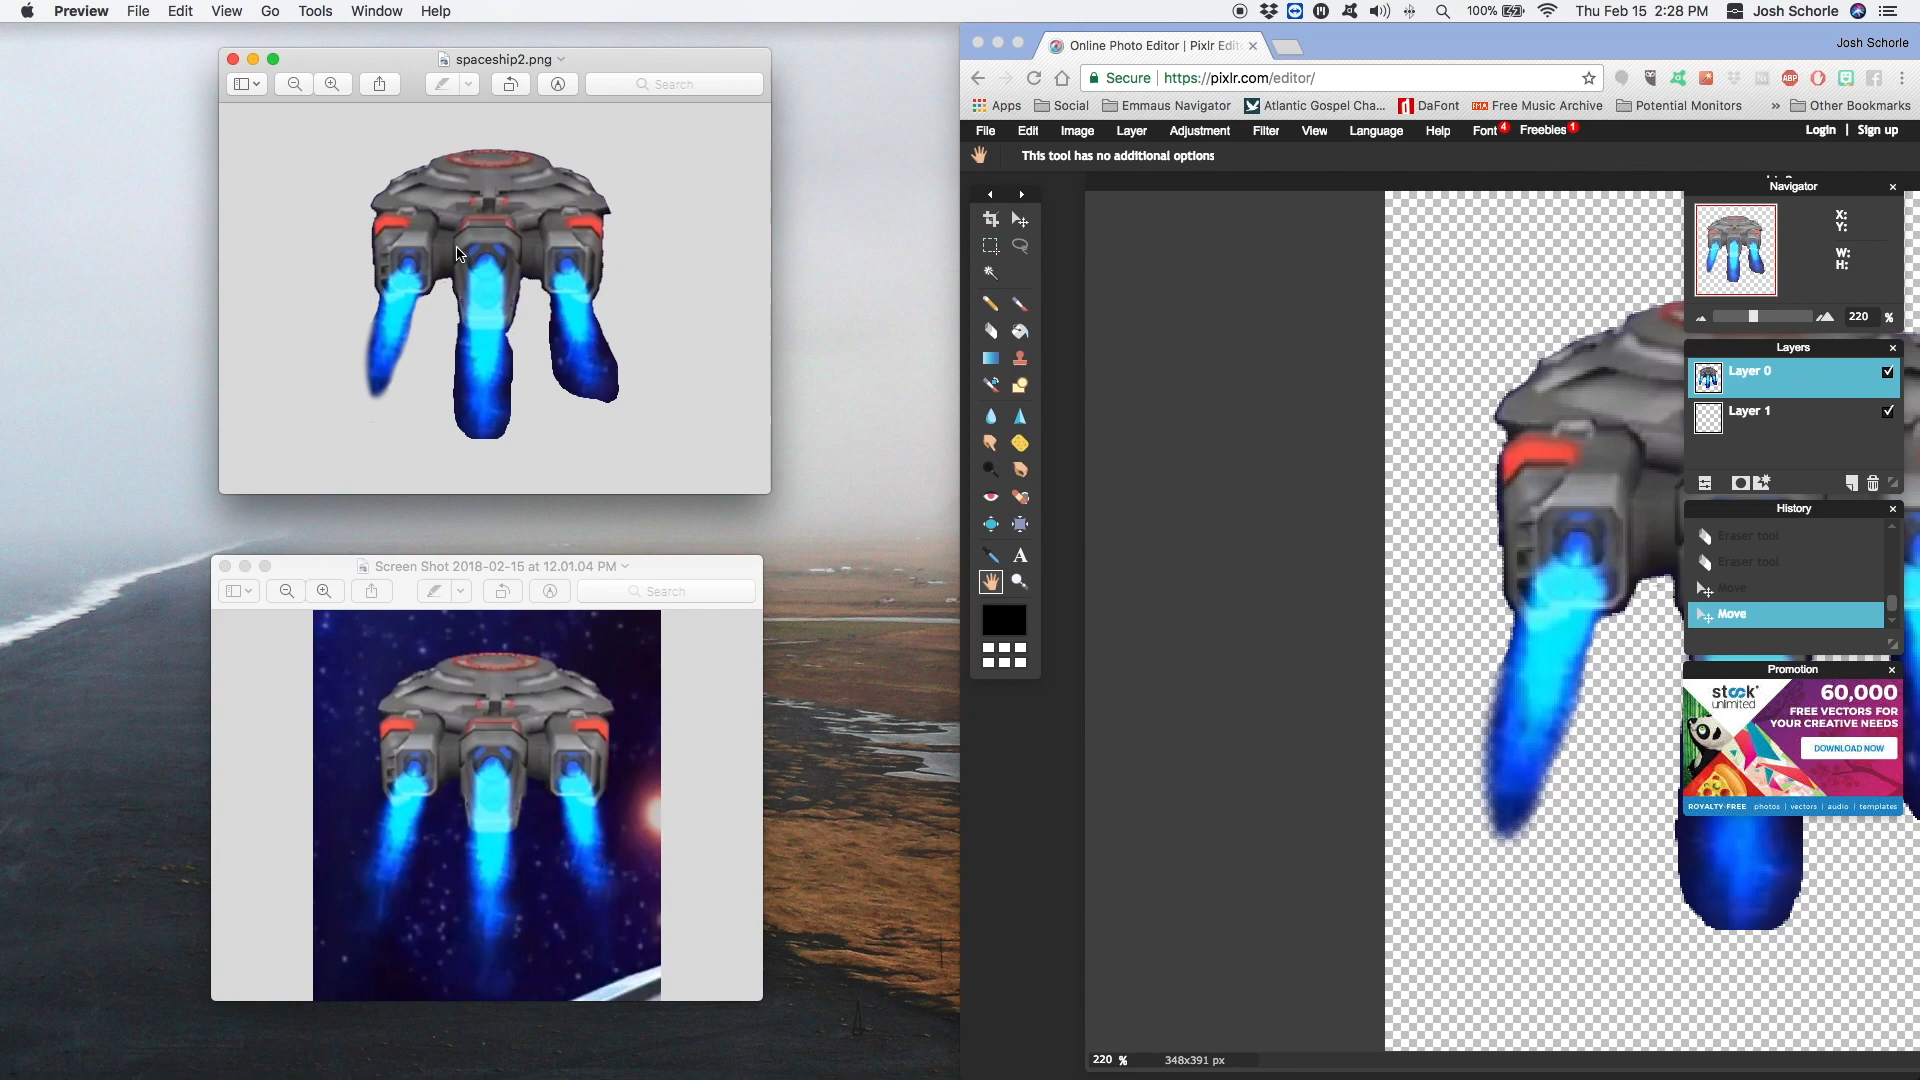 Preview File Edit View Go Tools Window Help
100% Thu Feb 15 2:28 PM Josh Schorle
spaceship2.png
Search
Screen Shot 2018-02-15 at 12.01.04 PM
Search
Online Photo Editor | Pixlr Edit
Josh Schorle
Secure https://pixlr.com/editor/
ABP
Apps Social Emmaus Navigator Atlantic Gospel Cha... DaFont FMA Free Music Archive Potential Monitors » Other Bookmarks
File Edit Image Layer Adjustment Filter View Language Help Font 4 Freebies 1 Login | Sign up
This tool has no additional options
Navigator
X:
Y:
W:
H:
220 %
Layers
Layer 0
Layer 1
History
Eraser tool
Eraser tool
Move
Move
A
Promotion
stock unlimited
60,000
FREE VECTORS FOR
YOUR CREATIVE NEEDS
DOWNLOAD NOW
ROYALTY-FREE photos | vectors | audio | templates
220 % 348x391 px